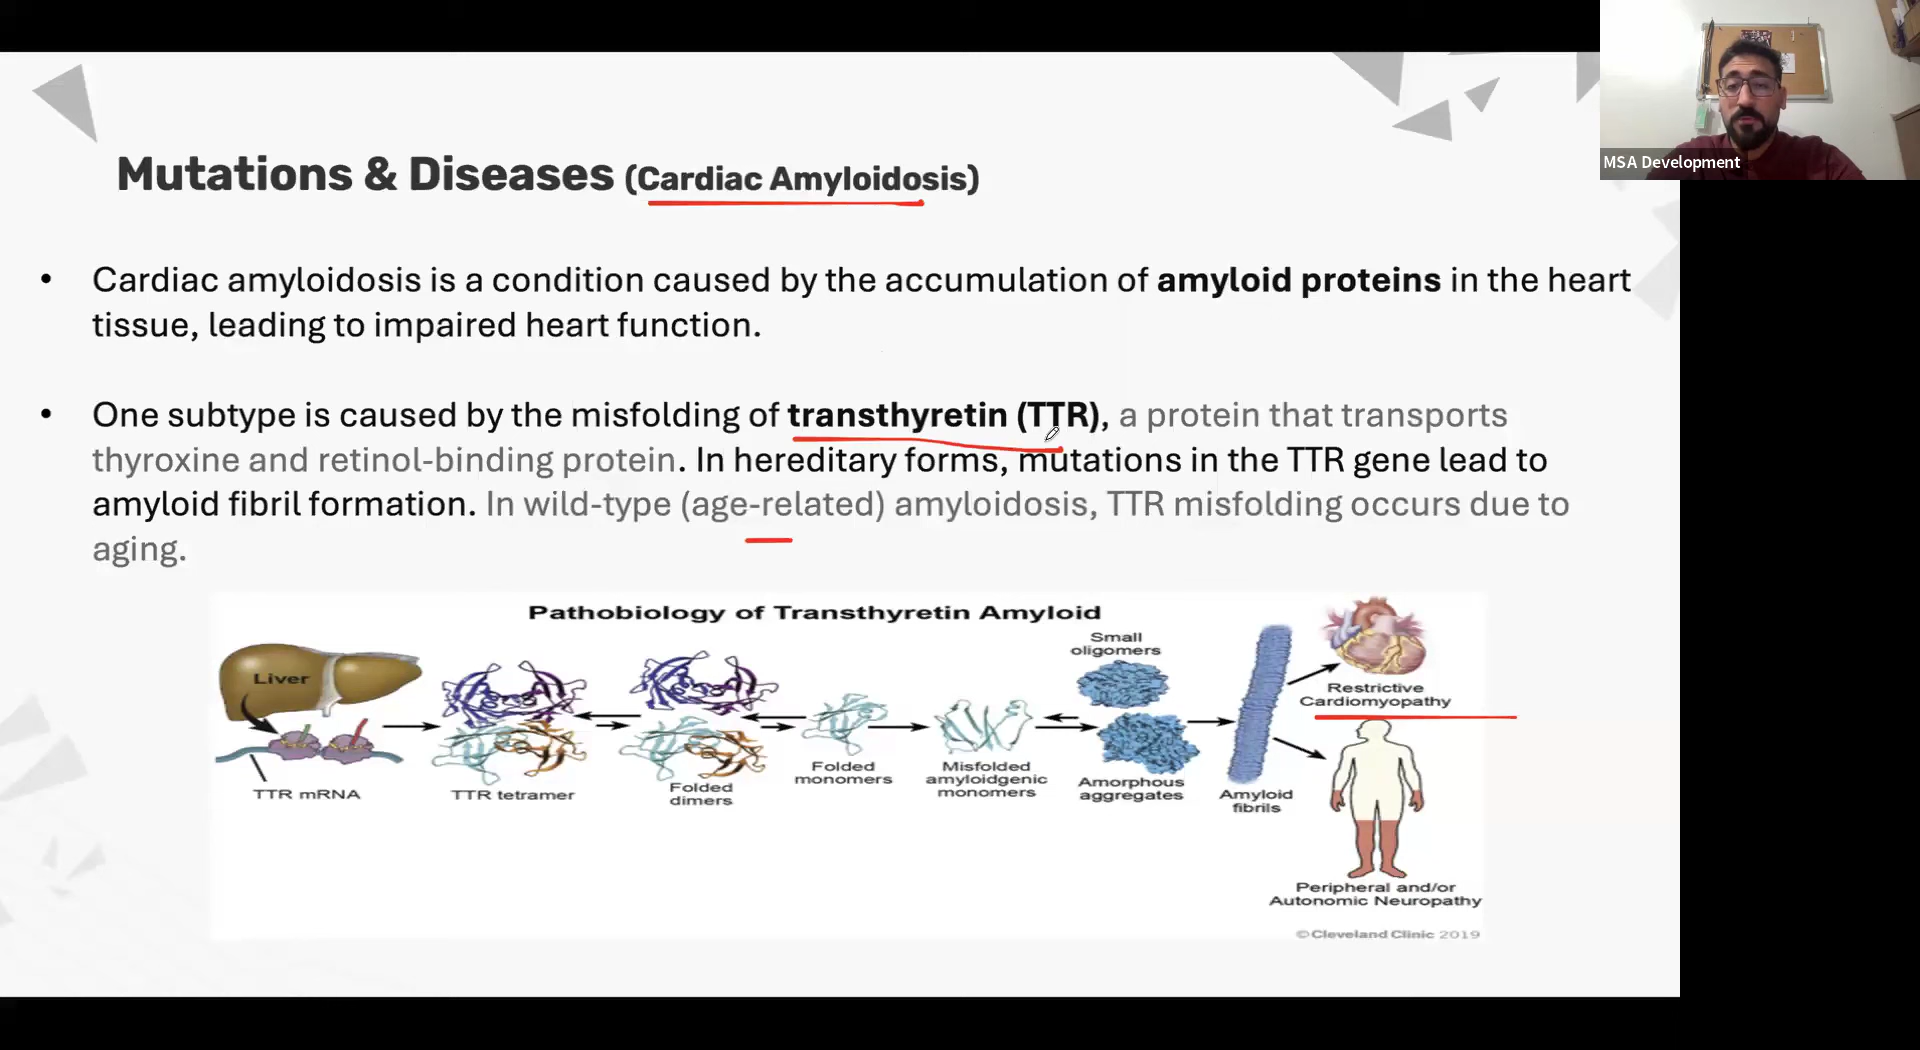 MSA Development
Mutations & Diseases (Cardiac Amyloidosis)
• Cardiac amyloidosis is a condition caused by the accumulation of amyloid proteins in the heart
tissue, leading to impaired heart function.
• One subtype is caused by the misfolding of transthyretin (TTR), a protein that transports
thyroxine and retinol-binding protein. In hereditary forms, mutations in the TTR gene lead to
amyloid fibril formation. In wild-type (age-related) amyloidosis, TTR misfolding occurs due to
aging.
Pathobiology of Transthyretin Amyloid
Liver
TTR mRNA
TTR tetramer
Folded
dimers
Folded
monomers
Misfolded
amyloidgenic
monomers
Small
oligomers
Amorphous
aggregates
Amyloid
fibrils
Restrictive
Cardiomyopathy
Peripheral and/or
Autonomic Neuropathy
©Cleveland Clinic 2019